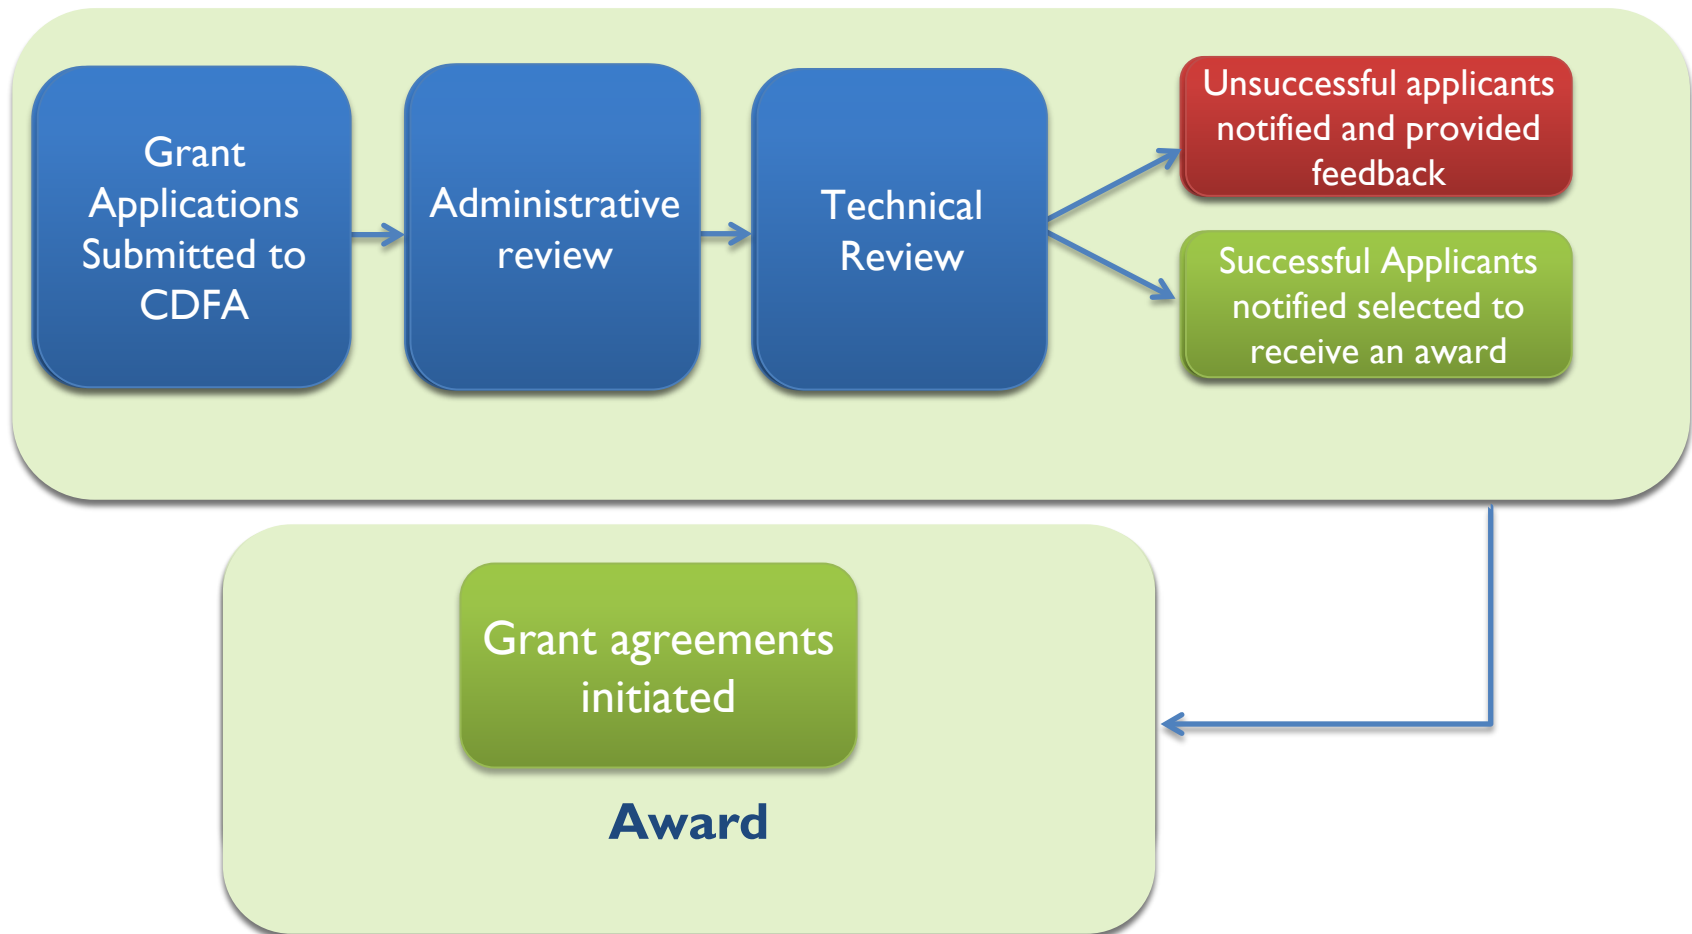 Grant
Applications
Submitted to
CDFA
Administrative
review
Technical
Review
Unsuccessful applicants
notified and provided
feedback
Successful Applicants
notified selected to
receive an award
Grant agreements
initiated
Award